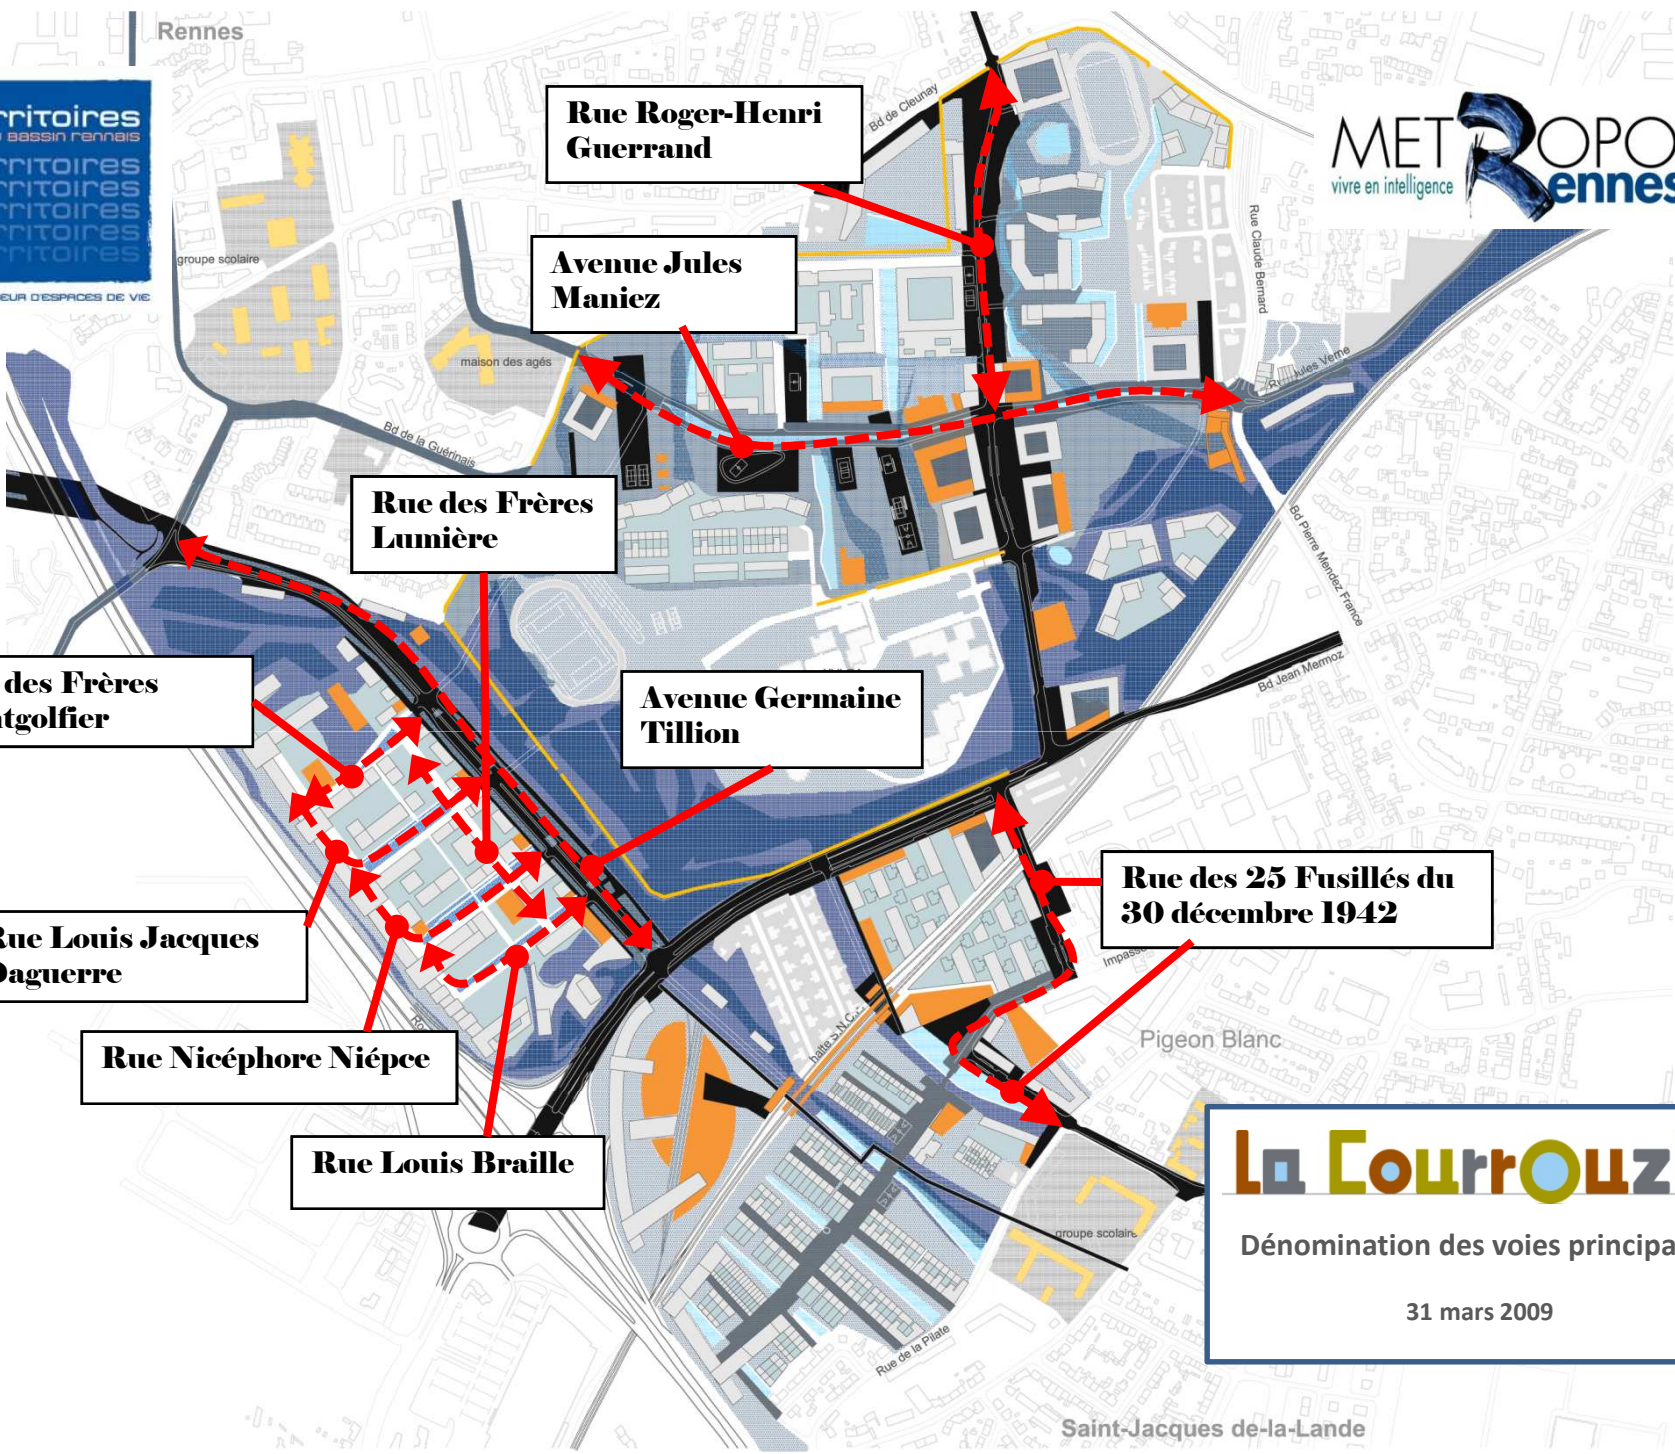 Rennes
rritoires
BASSIN rennais
rritoires
rritoires
rritoires
rritoires
rritoires
EUR D'ESPACES DE VIE
METROPO
vivre en intelligence
ennes
Bd de Cleunay
Rue Roger-Henri
Guerrand
Rue Claude Bernard
groupe scolaire
Avenue Jules
Maniez
maison des agés
Jules Verne
Bd de la Guérinais
Rue des Frères
Lumière
Bd Pierre Mendez France
des Frères
tgolfier
Avenue Germaine
Tillion
Bd Jean Mermoz
Rue des 25 Fusillés du
30 décembre 1942
Rue Louis Jacques
Daguerre
Impasse
halte S.N.C.
Pigeon Blanc
Rue Nicéphore Niépce
Rue Louis Braille
groupe scolaire
La Courrouz
Dénomination des voies principa
31 mars 2009
Rue de la Pilate
Saint-Jacques de-la-Lande